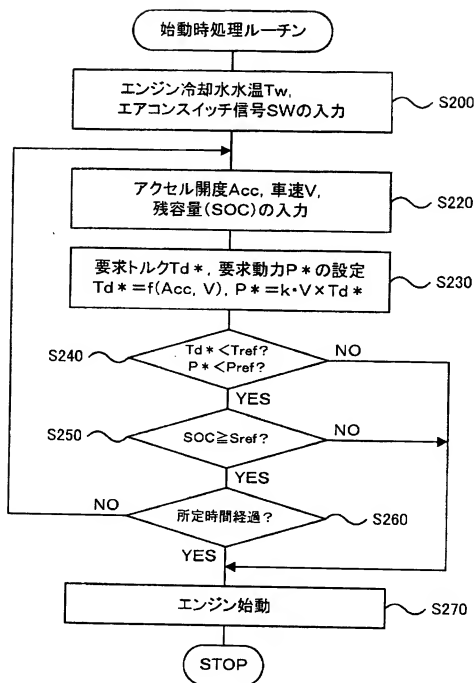 始動時処理ルーチン
エンジン冷却水水温Tw,
エアコンスイッチ信号SWの入力
S200
アクセル開度Acc, 車速V,
残容量(SOC)の入力
S220
要求トルクTd*, 要求動力P*の設定
Td*=f(Acc, V), P*=k・V×Td*
S230
S240
Td*<Tref?
P*<Pref?
NO
YES
S250
SOC≧Sref?
NO
YES
NO
所定時間経過?
S260
YES
エンジン始動
S270
STOP